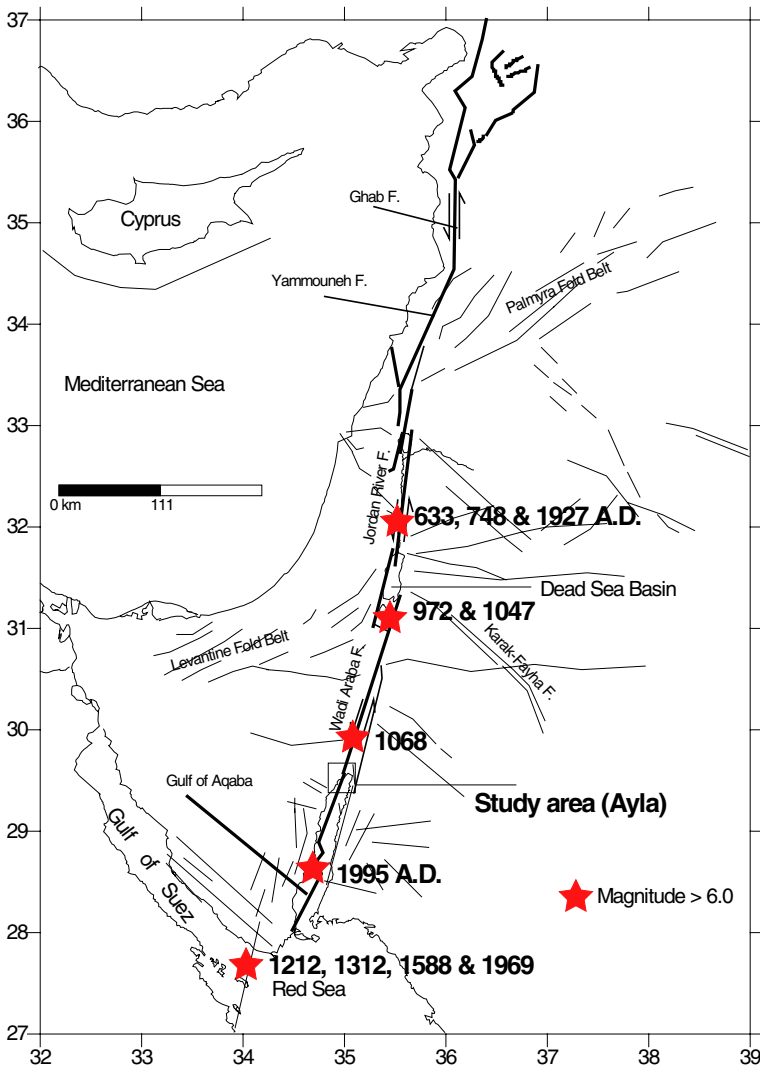 37
36
35
34
33
32
31
30
29
28
27
32
33
34
35
36
37
38
39
Ghab F.
Cyprus
Yammouneh F.
Palmyra Fold Belt
Mediterranean Sea
0 km 111
Jordan River F.
633, 748 & 1927 A.D.
Dead Sea Basin
972 & 1047
Levantine Fold Belt
Karak-Fayha F.
Wadi Araba F.
1068
Gulf of Aqaba
Study area (Ayla)
Gulf of Suez
1995 A.D.
Magnitude > 6.0
1212, 1312, 1588 & 1969
Red Sea